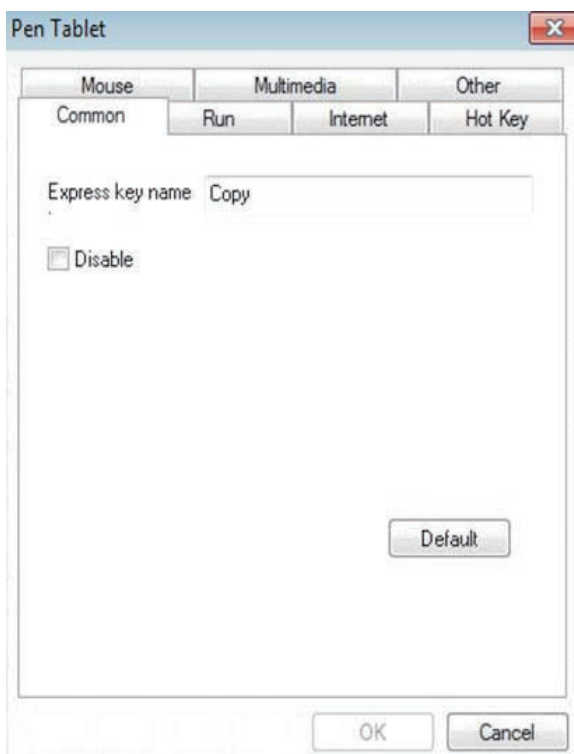 Pen Tablet
Mouse Multimedia Other
Common Run Internet Hot Key
Express key name Copy
Disable
Default
OK Cancel